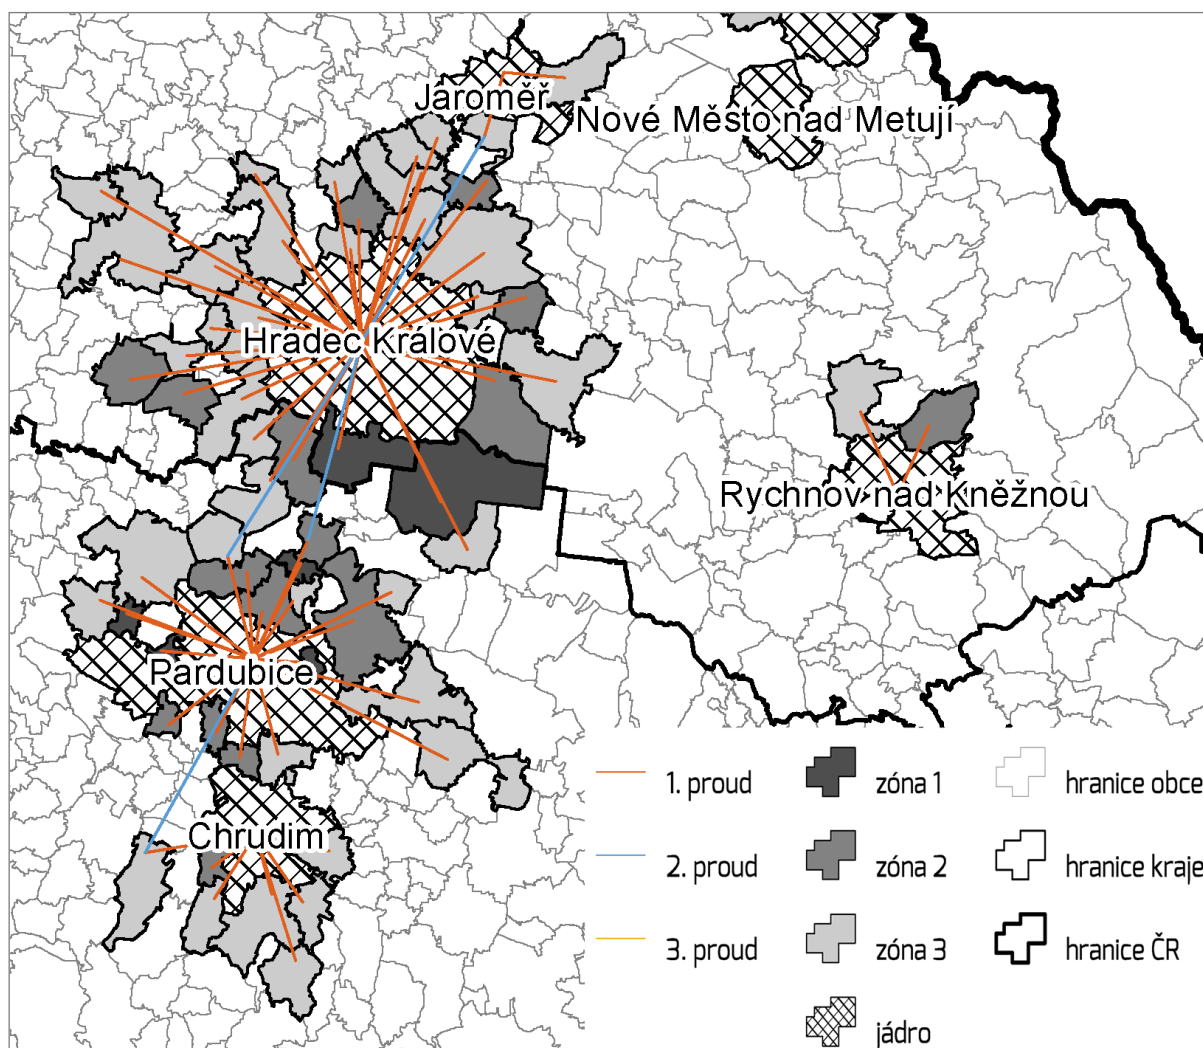 Jaroměř
Nové Město nad Metují
Hradec Králové
Rychnov nad Kněžnou
Pardubice
Chrudim
1. proud
zóna 1
hranice obce
2. proud
zóna 2
hranice kraje
3. proud
zóna 3
hranice ČR
jádro